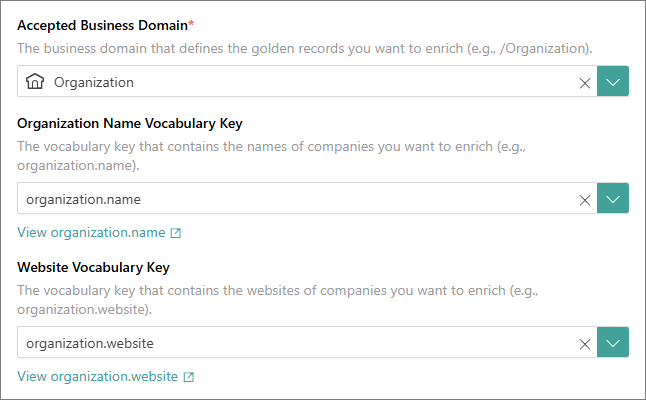 Accepted Business Domain*
The business domain that defines the golden records you want to enrich (e.g., /Organization).
Organization
Organization Name Vocabulary Key
The vocabulary key that contains the names of companies you want to enrich (e.g.,
organization.name).
organization.name
View organization.name
Website Vocabulary Key
The vocabulary key that contains the websites of companies you want to enrich (e.g.,
organization.website).
organization.website
View organization.website